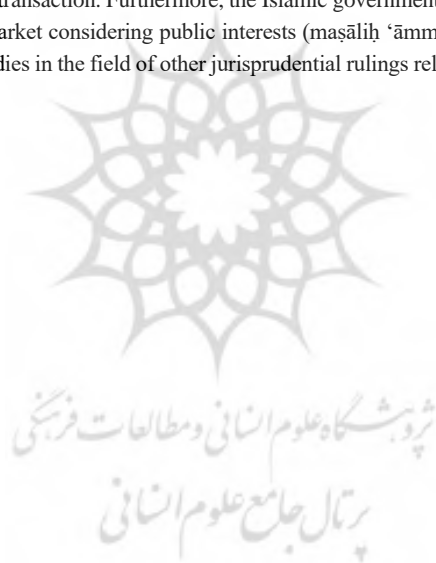 transaction. Furthermore, the Islamic government
arket considering public interests (maṣāliḥ ‘āmm
dies in the field of other jurisprudential rulings rel
پژوهشگاه علوم انسانی و مطالعات فرهنگی
پرتال جامع علوم انسانی